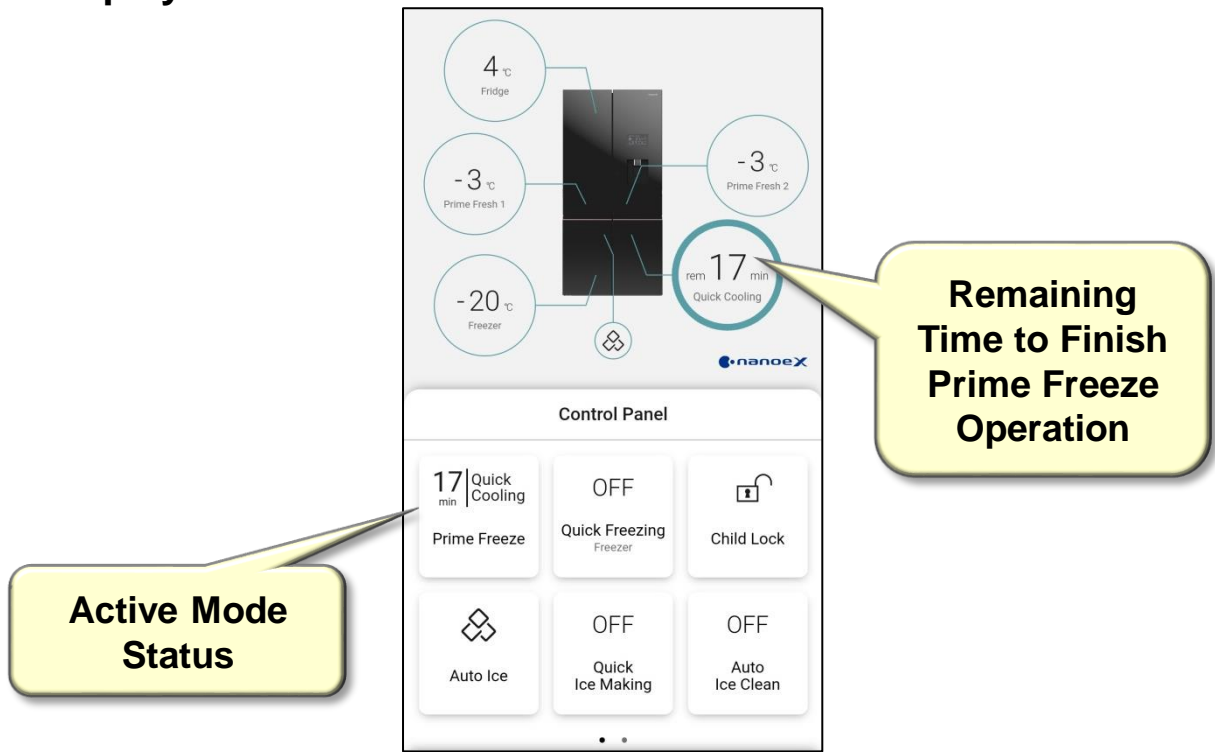 4 ℃
Fridge
-3 ℃
Prime Fresh 1
-3 ℃
Prime Fresh 2
-20 ℃
Freezer
rem 17 min
Quick Cooling
nanoeX
Remaining
Time to Finish
Prime Freeze
Operation
Control Panel
17 min Quick
Cooling
Prime Freeze
OFF
Quick Freezing
Freezer
Child Lock
Active Mode
Status
Auto Ice
OFF
Quick
Ice Making
OFF
Auto
Ice Clean